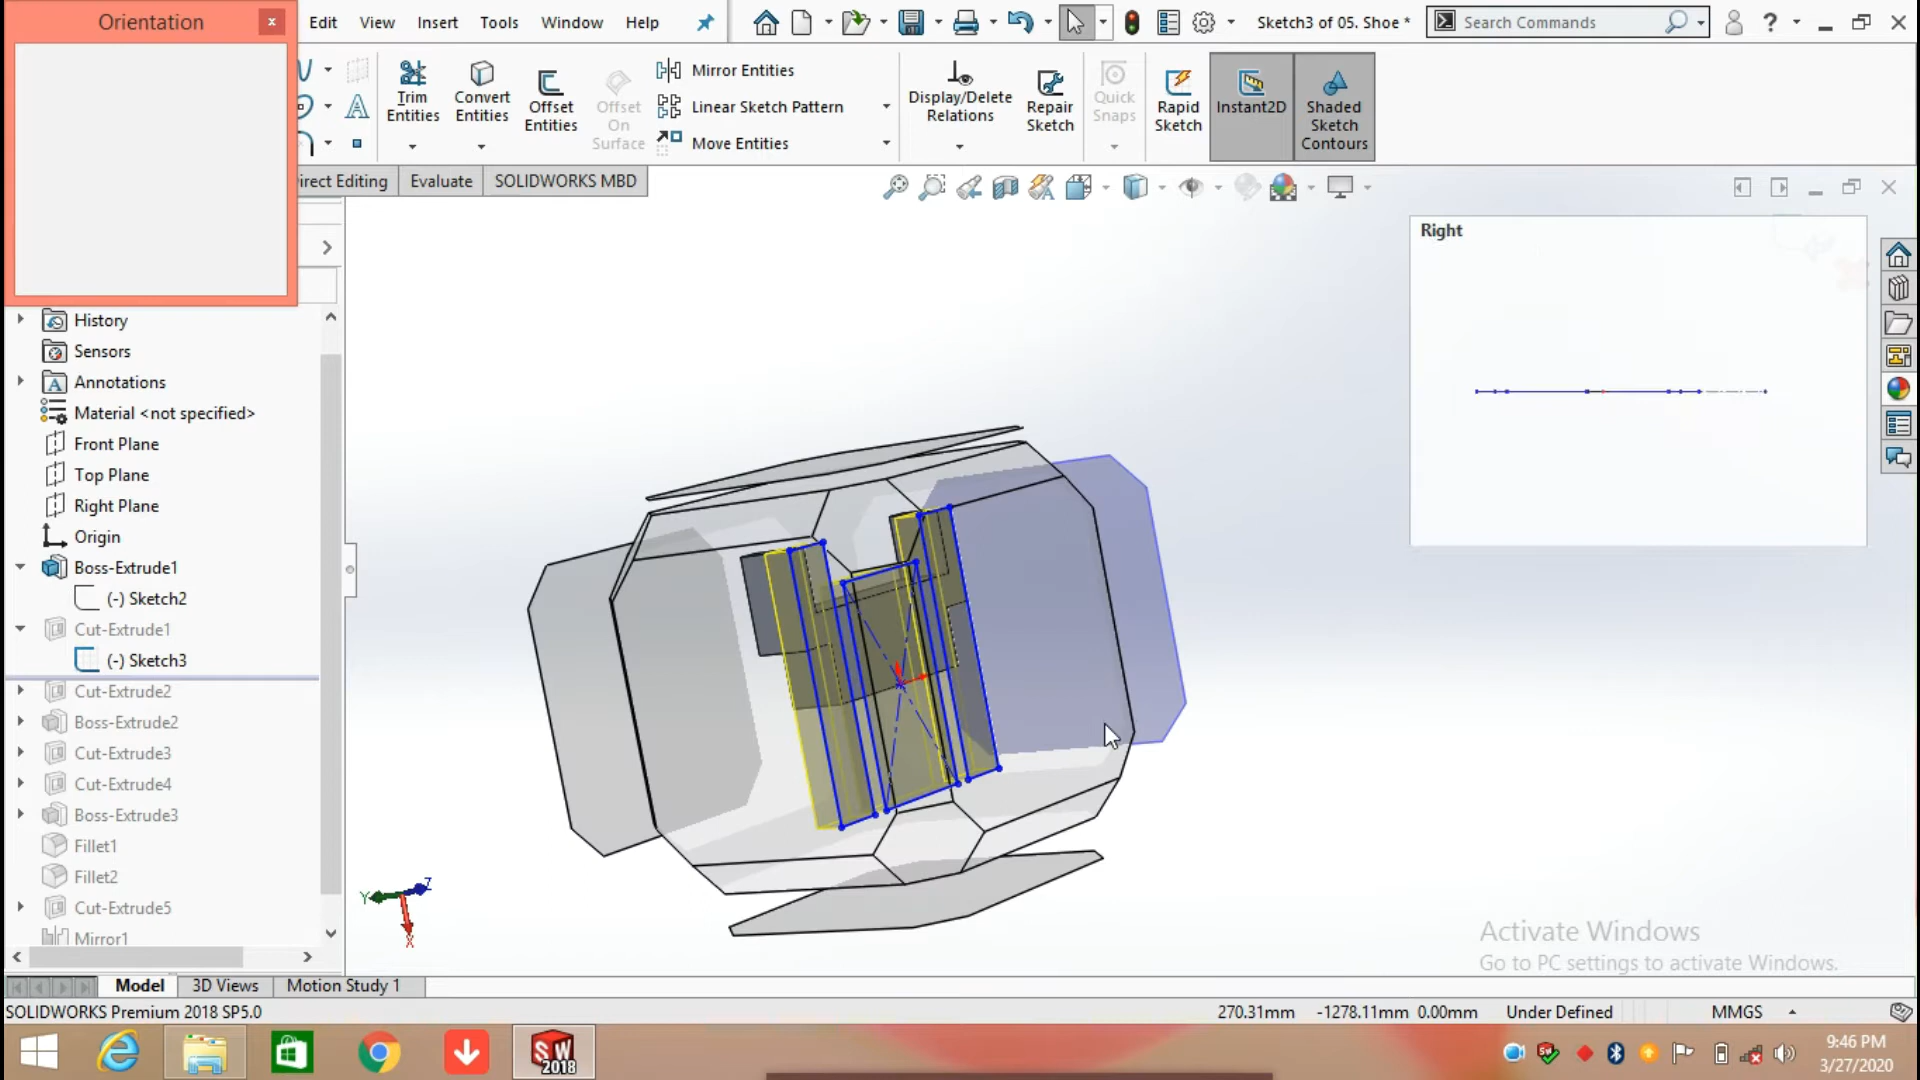 Orientation
Edit
View
Insert
Tools
Window
Help
Sketch3 of 05. Shoe *
Search Commands
Trim
Entities
Convert
Entities
Offset
Entities
Offset
On
Surface
Mirror Entities
Linear Sketch Pattern
Move Entities
Display/Delete
Relations
Repair
Sketch
Quick
Snaps
Rapid
Sketch
Instant2D
Shaded
Sketch
Contours
irect Editing
Evaluate
SOLIDWORKS MBD
Right
History
Sensors
Annotations
Material <not specified>
Front Plane
Top Plane
Right Plane
Origin
Boss-Extrude1
(-) Sketch2
Cut-Extrude1
(-) Sketch3
Cut-Extrude2
Boss-Extrude2
Cut-Extrude3
Cut-Extrude4
Boss-Extrude3
Fillet1
Fillet2
Cut-Extrude5
Mirror1
Y
Z
X
Activate Windows
Go to PC settings to activate Windows.
Model
3D Views
Motion Study 1
SOLIDWORKS Premium 2018 SP5.0
270.31mm
-1278.11mm 0.00mm
Under Defined
MMGS
SW
2018
9:46 PM
3/27/2020